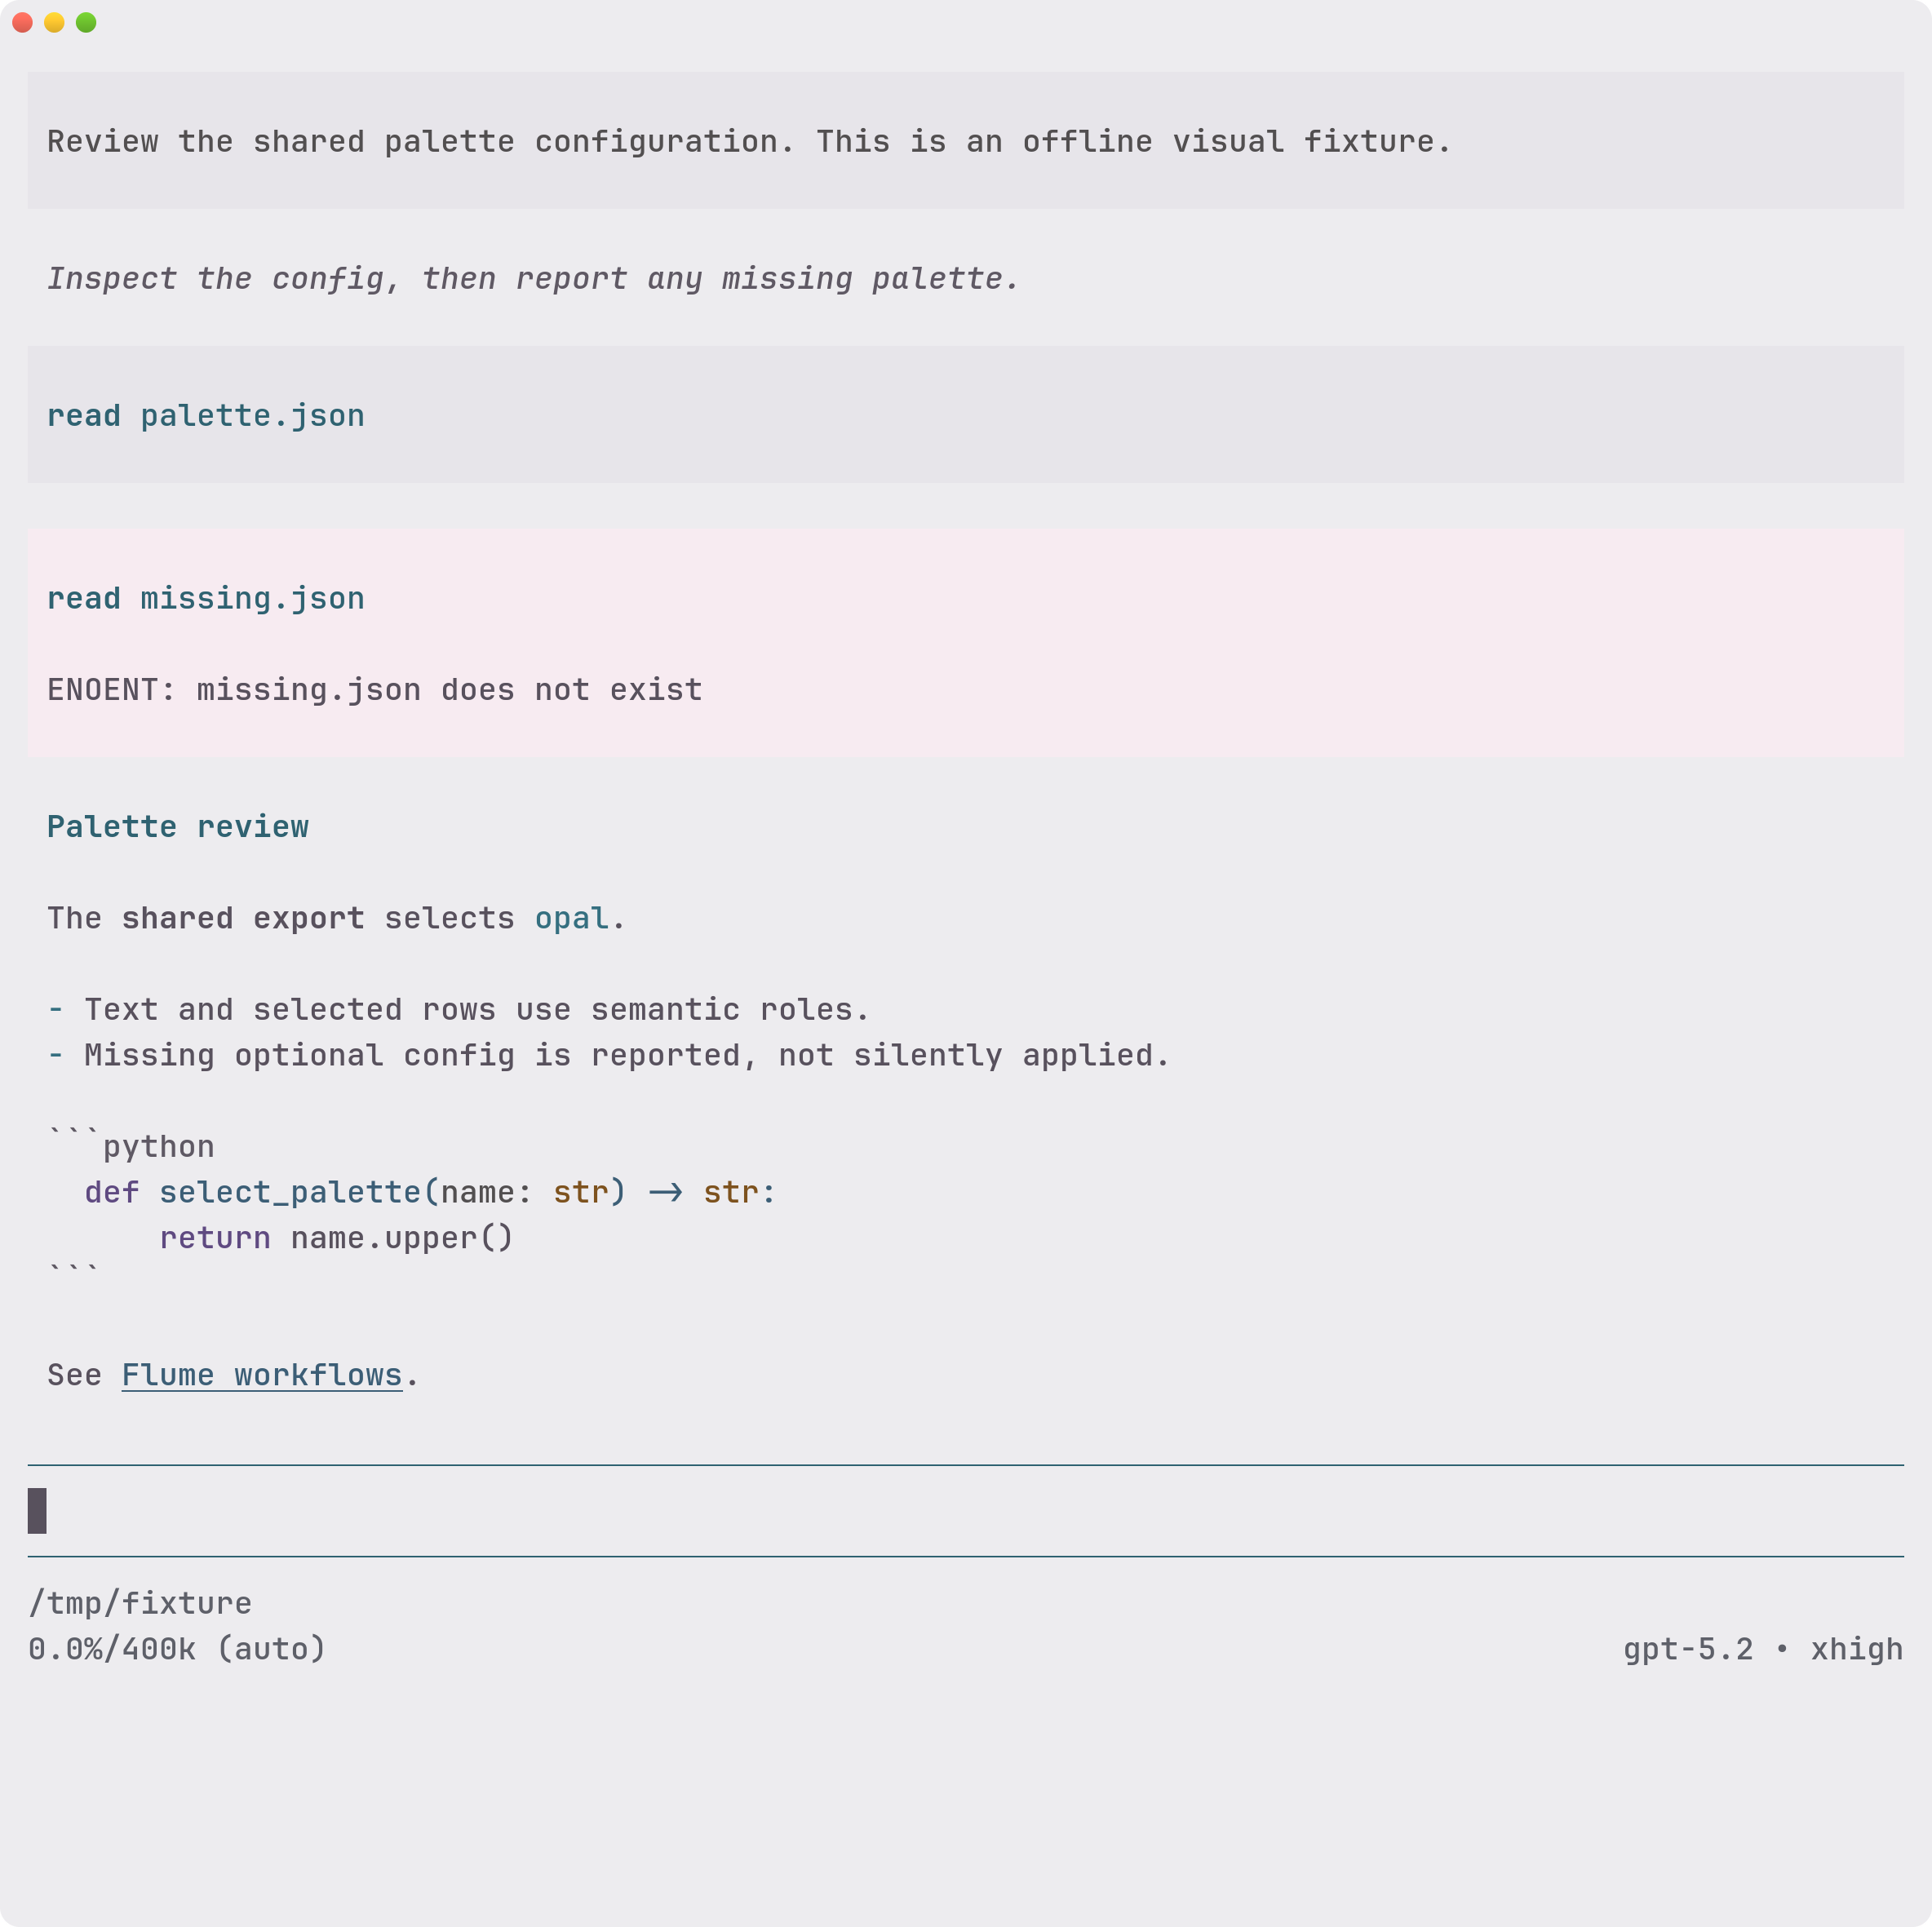 Review the shared palette configuration. This is an offline visual fixture.
Inspect the config, then report any missing palette.
read palette.json
read missing.json
ENOENT: missing.json does not exist
Palette review
The shared export selects opal.
- Text and selected rows use semantic roles.
- Missing optional config is reported, not silently applied.
```python
  def select_palette(name: str) -> str:
      return name.upper()
```
See Flume workflows.
/tmp/fixture
0.0%/400k (auto) gpt-5.2 • xhigh